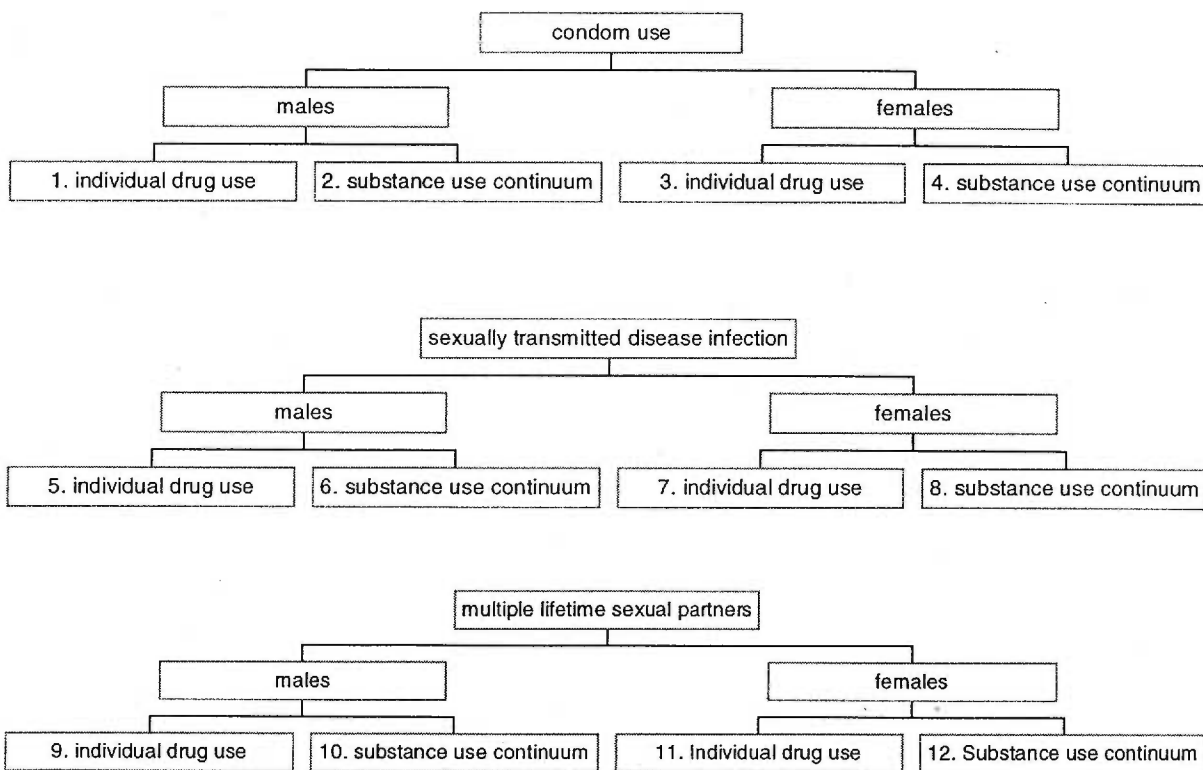 condom use
males
females
1. individual drug use
2. substance use continuum
3. individual drug use
4. substance use continuum
sexually transmitted disease infection
males
females
5. individual drug use
6. substance use continuum
7. individual drug use
8. substance use continuum
multiple lifetime sexual partners
males
females
9. individual drug use
10. substance use continuum
11. Individual drug use
12. Substance use continuum